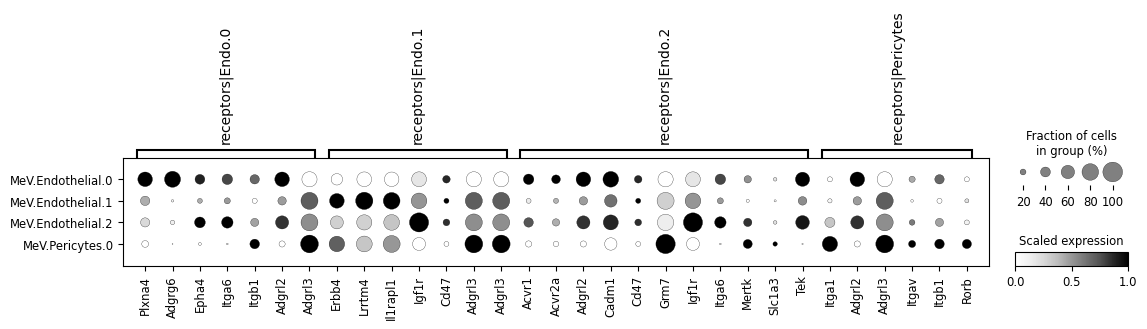 receptors|Endo.0
receptors|Endo.1
receptors|Endo.2
receptors|Pericytes
MeV.Endothelial.0
MeV.Endothelial.1
MeV.Endothelial.2
MeV.Pericytes.0
Plxna4
Adgrg6
Epha4
Itga6
Itgb1
Adgrl2
Adgrl3
Erbb4
Lrrtm4
Il1rapl1
Igf1r
Cd47
Adgrl3
Adgrl3
Acvr1
Acvr2a
Adgrl2
Cadm1
Cd47
Grm7
Igf1r
Itga6
Mertk
Slc1a3
Tek
Itga1
Adgrl2
Adgrl3
Itgav
Itgb1
Rorb
Fraction of cells
in group (%)
20 40 60 80 100
Scaled expression
0.0 0.5 1.0